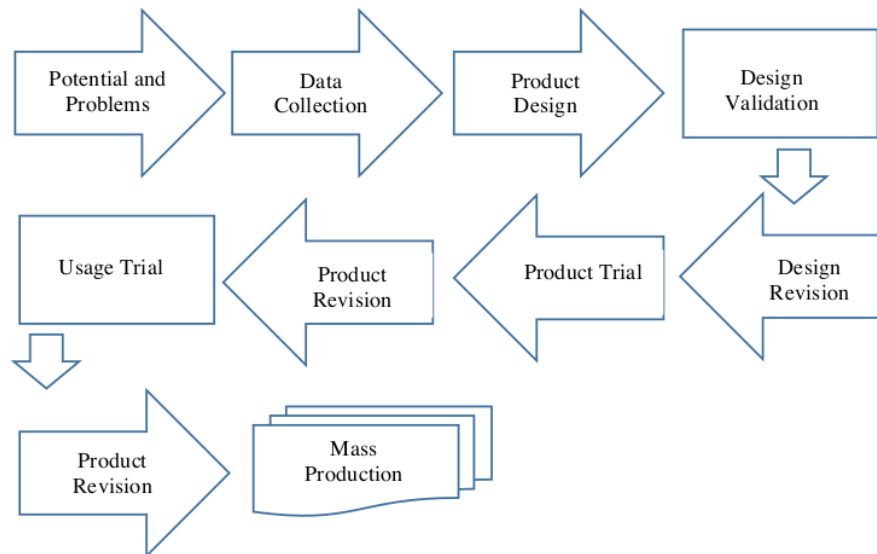 Potential and
Problems
Data
Collection
Product
Design
Design
Validation
Design
Revision
Product Trial
Product
Revision
Usage Trial
Product
Revision
Mass
Production